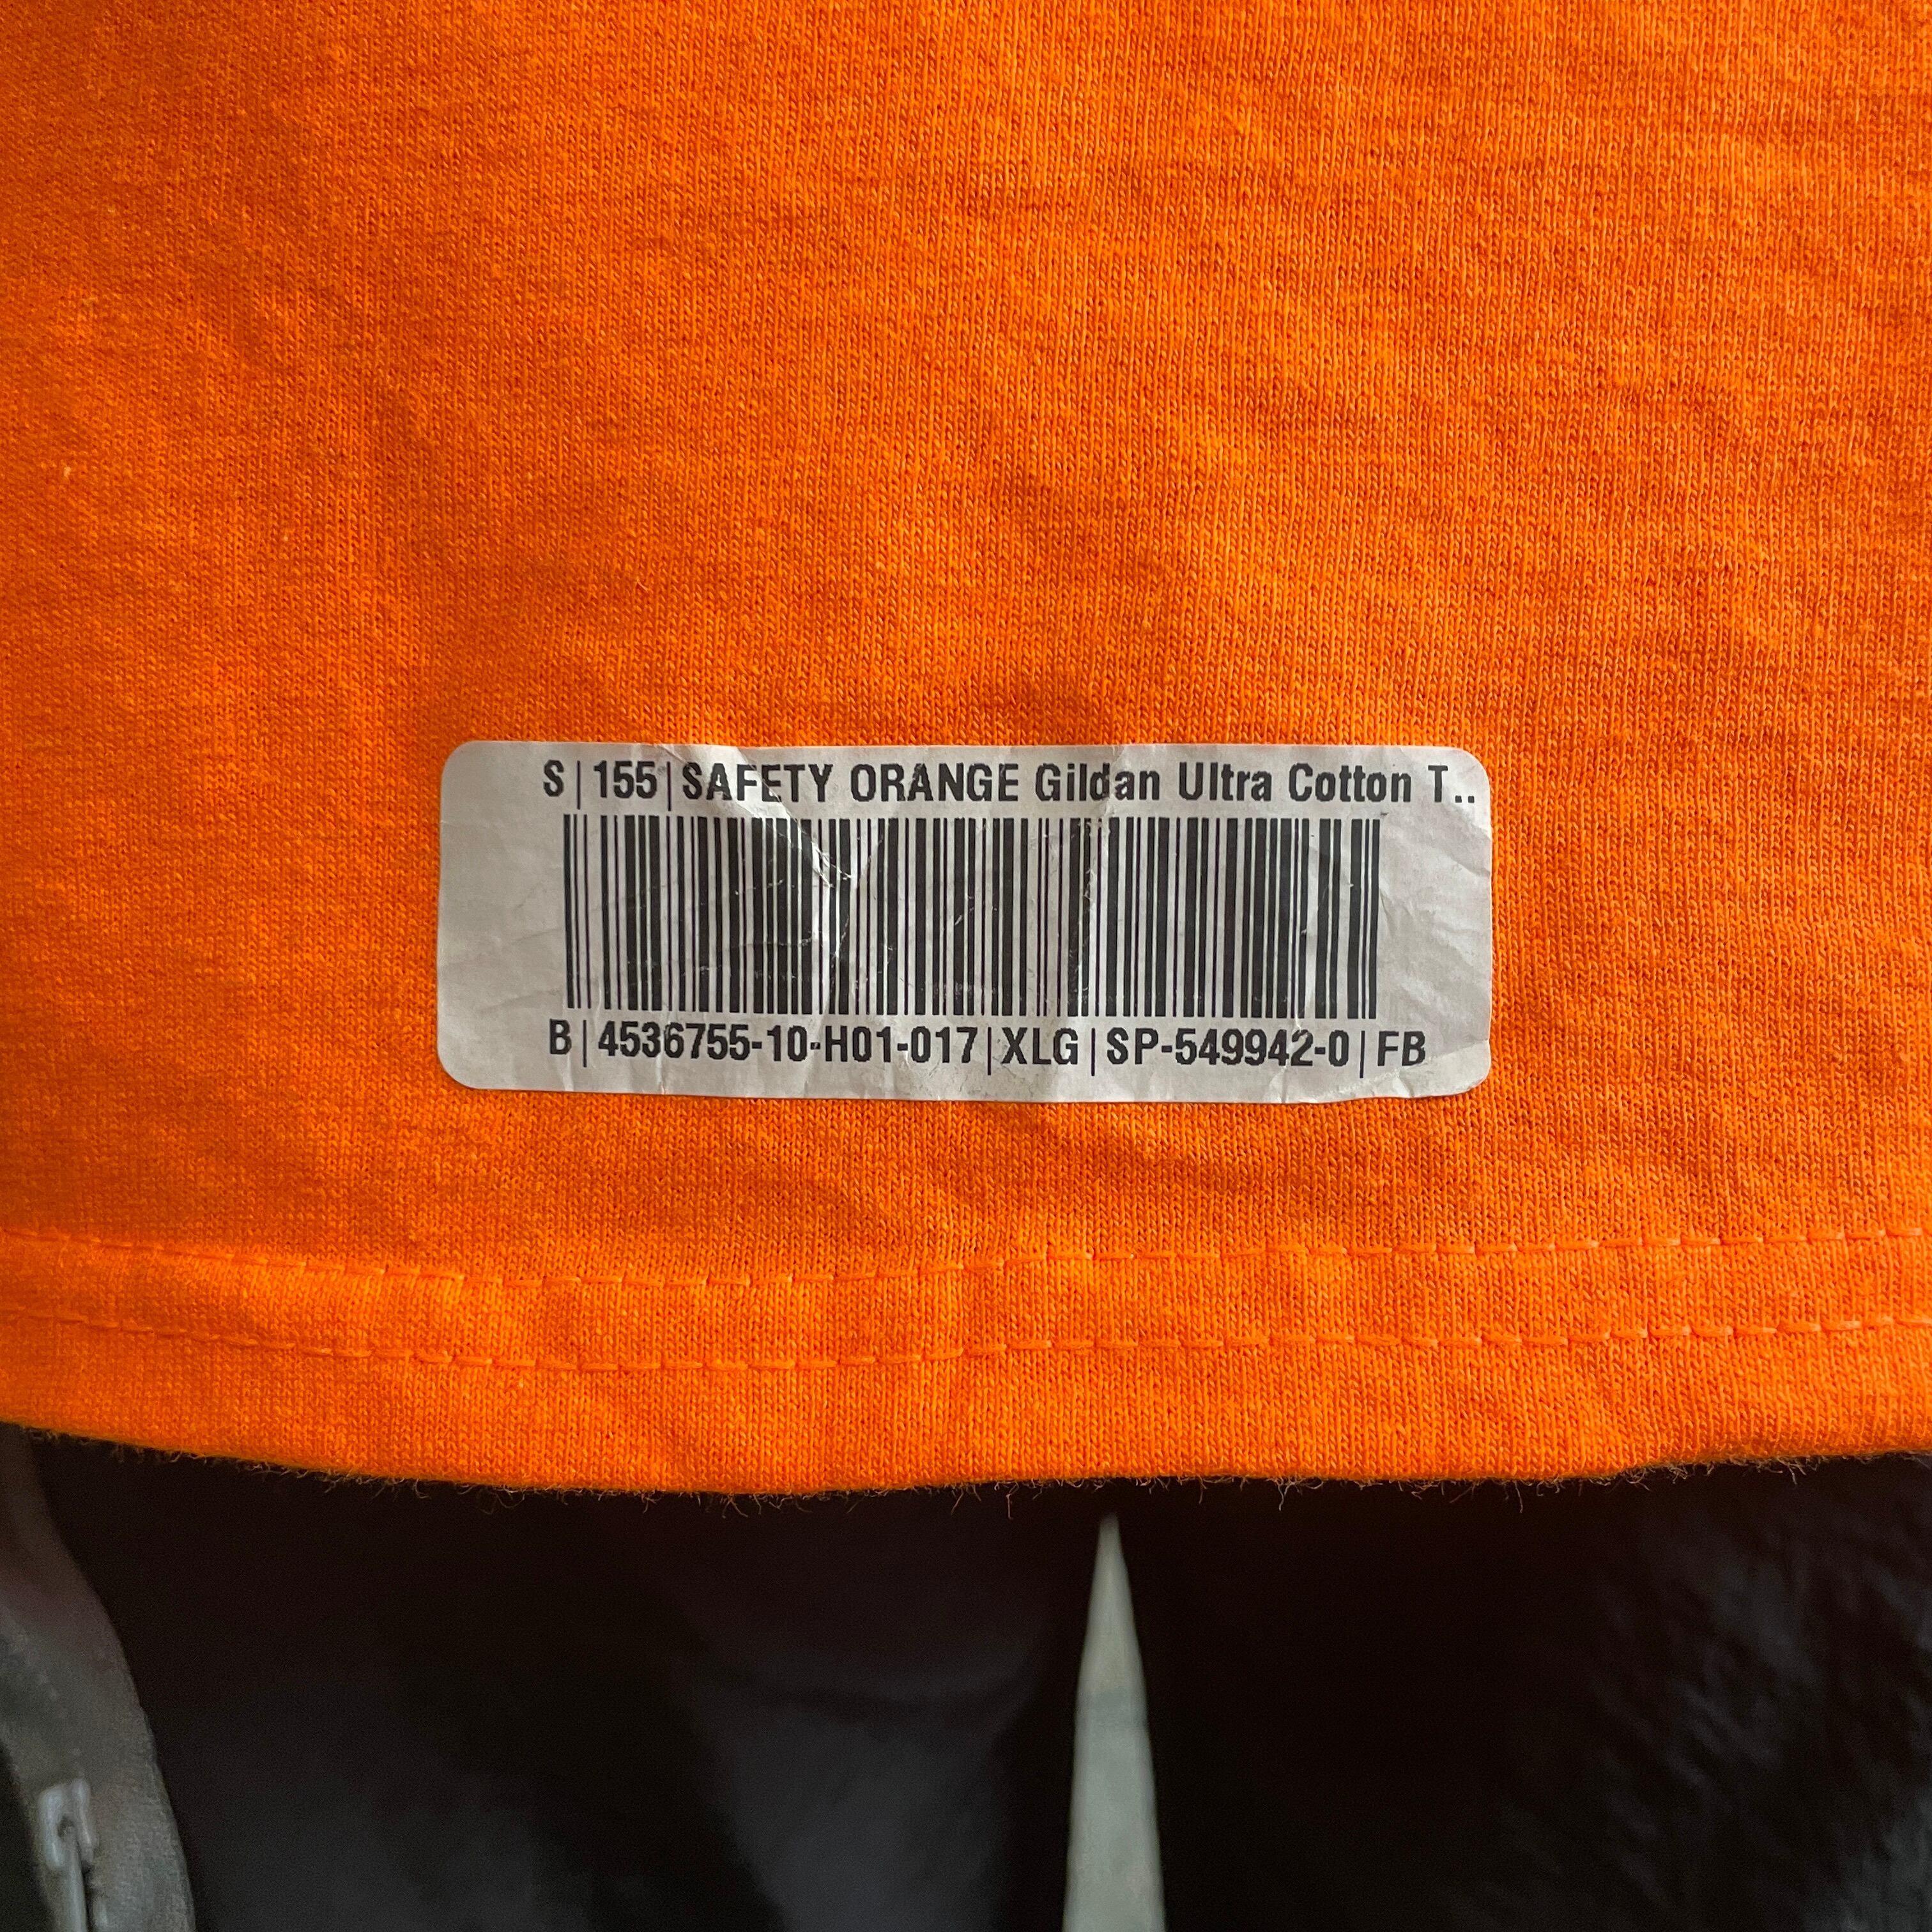 S|155|SAFETY ORANGE Gildan Ultra Cotton T..
B|4536755-10-H01-017|XLG|SP-549942-0|FB